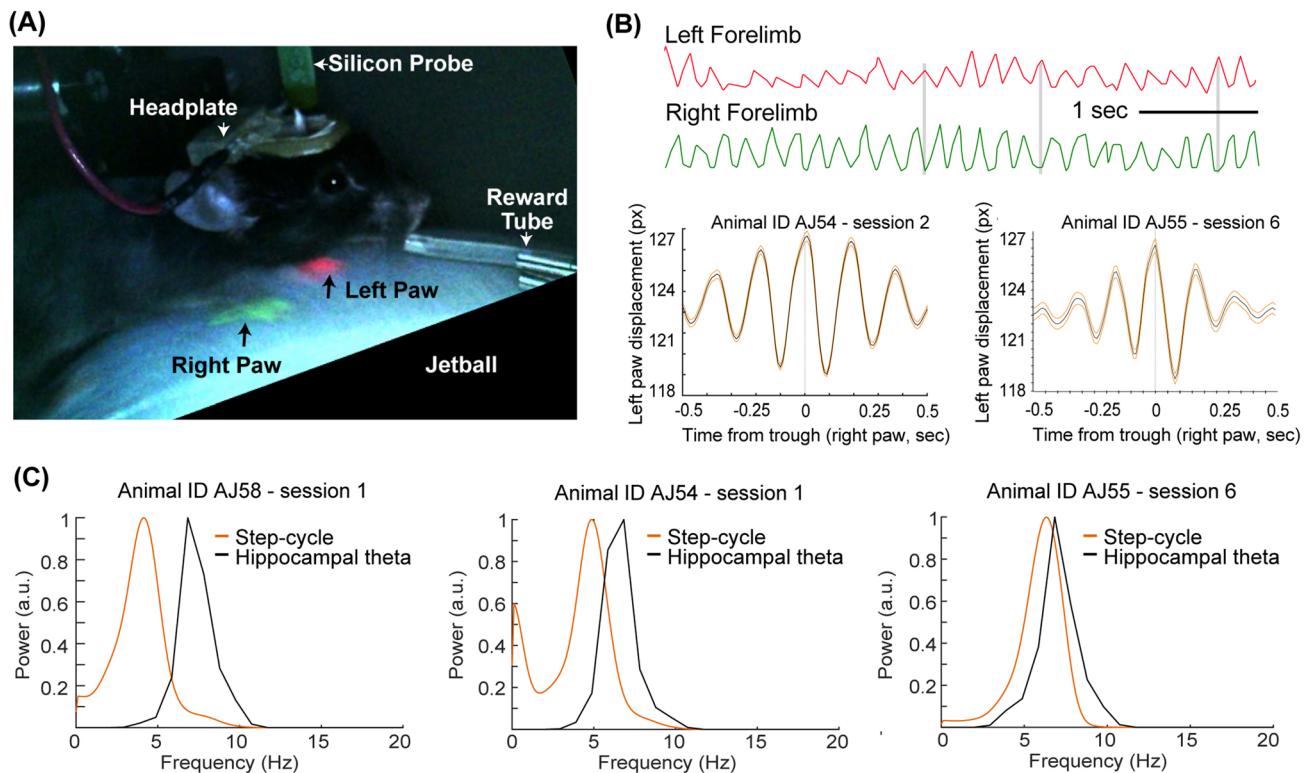 (A)
Silicon Probe
Headplate
Reward
Tube
Left Paw
Right Paw
Jetball
(B)
Left Forelimb
Right Forelimb
1 sec
Animal ID AJ54 - session 2
Left paw displacement (px)
127
124
121
118
-0.5 -0.25 0 0.25 0.5
Time from trough (right paw, sec)
Animal ID AJ55 - session 6
Left paw displacement (px)
127
124
121
118
-0.5 -0.25 0 0.25 0.5
Time from trough (right paw, sec)
(C)
Animal ID AJ58 - session 1
Step-cycle
Hippocampal theta
Power (a.u.)
1
0.8
0.6
0.4
0.2
0 5 10 15 20
Frequency (Hz)
Animal ID AJ54 - session 1
Step-cycle
Hippocampal theta
Power (a.u.)
1
0.8
0.6
0.4
0.2
0 5 10 15 20
Frequency (Hz)
Animal ID AJ55 - session 6
Step-cycle
Hippocampal theta
Power (a.u.)
1
0.8
0.6
0.4
0.2
0 5 10 15 20
Frequency (Hz)